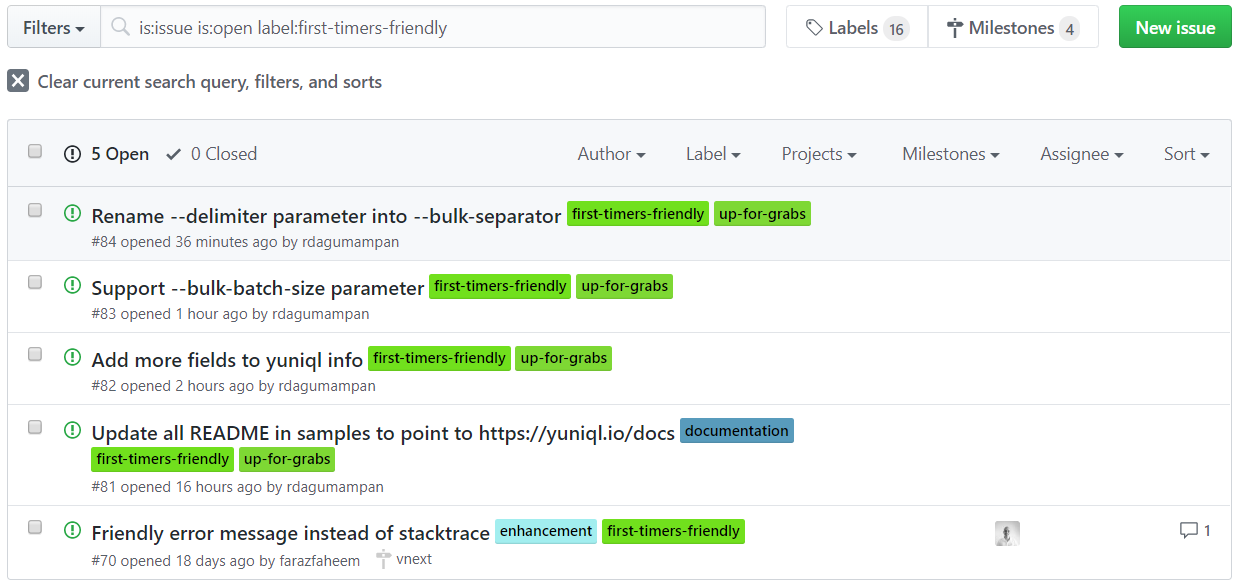 Filters is:issue is:open label:first-timers-friendly Labels 16 Milestones 4 New issue
Clear current search query, filters, and sorts
5 Open 0 Closed Author Label Projects Milestones Assignee Sort
Rename --delimiter parameter into --bulk-separator first-timers-friendly up-for-grabs
#84 opened 36 minutes ago by rdagumampan
Support --bulk-batch-size parameter first-timers-friendly up-for-grabs
#83 opened 1 hour ago by rdagumampan
Add more fields to yuniql info first-timers-friendly up-for-grabs
#82 opened 2 hours ago by rdagumampan
Update all README in samples to point to https://yuniql.io/docs documentation
first-timers-friendly up-for-grabs
#81 opened 16 hours ago by rdagumampan
Friendly error message instead of stacktrace enhancement first-timers-friendly 1
#70 opened 18 days ago by farazfaheem vnext